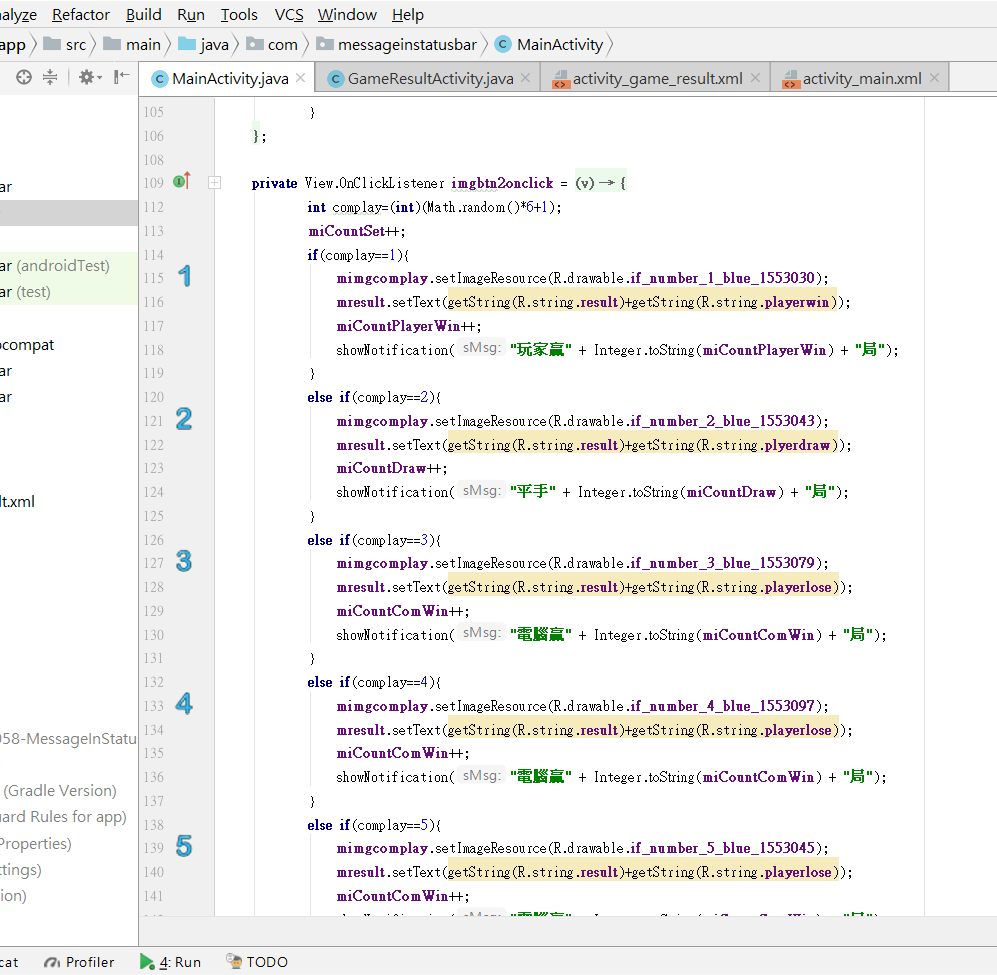 alyze Refactor Build Run Tools VCS Window Help
app src main java com messageinstatusbar MainActivity
MainActivity.java GameResultActivity.java activity_game_result.xml activity_main.xml
ar
ar (androidTest)
ar (test)
ocompat
ar
ar
lt.xml
058-MessageInStatu
(Gradle Version)
uard Rules for app)
Properties)
ttings)
ion)
105 }
106 };
108
109 private View.OnClickListener imgbtn2onclick = (v) → {
112 int complay=(int)(Math.random()*6+1);
113 miCountSet++;
114 if(complay==1){
1
115 mimgcomplay.setImageResource(R.drawable.if_number_1_blue_1553030);
116 mresult.setText(getString(R.string.result)+getString(R.string.playerwin));
117 miCountPlayerWin++;
118 showNotification( sMsg: "玩家贏" + Integer.toString(miCountPlayerWin) + "局");
119 }
120 else if(complay==2){
2
121 mimgcomplay.setImageResource(R.drawable.if_number_2_blue_1553043);
122 mresult.setText(getString(R.string.result)+getString(R.string.plyerdraw));
123 miCountDraw++;
124 showNotification( sMsg: "平手" + Integer.toString(miCountDraw) + "局");
125 }
126 else if(complay==3){
3
127 mimgcomplay.setImageResource(R.drawable.if_number_3_blue_1553079);
128 mresult.setText(getString(R.string.result)+getString(R.string.playerlose));
129 miCountComWin++;
130 showNotification( sMsg: "電腦贏" + Integer.toString(miCountComWin) + "局");
131 }
132 else if(complay==4){
4
133 mimgcomplay.setImageResource(R.drawable.if_number_4_blue_1553097);
134 mresult.setText(getString(R.string.result)+getString(R.string.playerlose));
135 miCountComWin++;
136 showNotification( sMsg: "電腦贏" + Integer.toString(miCountComWin) + "局");
137 }
138 else if(complay==5){
5
139 mimgcomplay.setImageResource(R.drawable.if_number_5_blue_1553045);
140 mresult.setText(getString(R.string.result)+getString(R.string.playerlose));
141 miCountComWin++;
cat Profiler 4: Run TODO